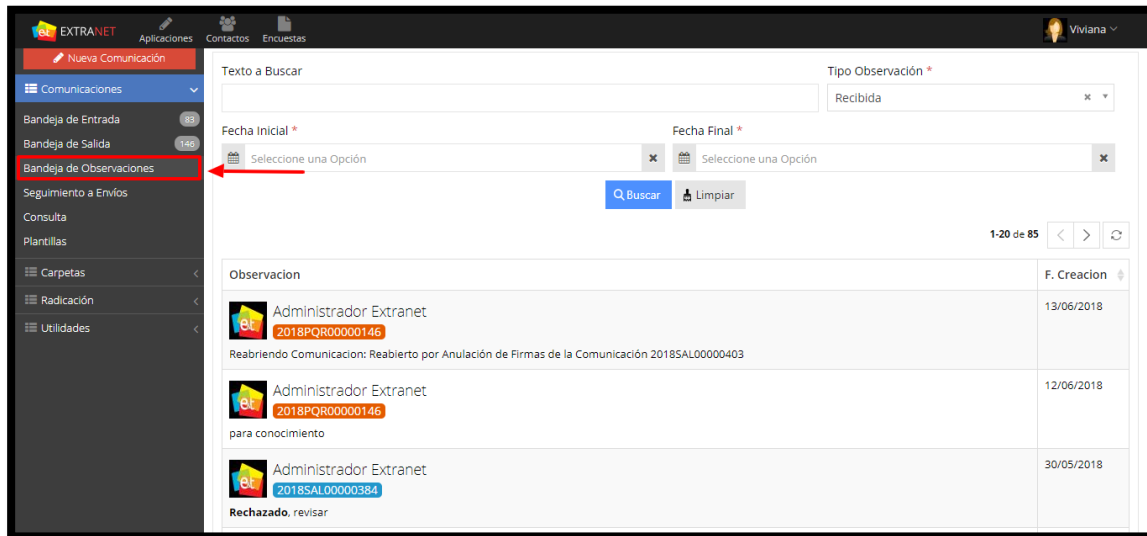 et EXTRANET
Aplicaciones Contactos Encuestas
Viviana
Nueva Comunicación
Comunicaciones
Bandeja de Entrada 83
Bandeja de Salida 146
Bandeja de Observaciones
Seguimiento a Envíos
Consulta
Plantillas
Carpetas
Radicación
Utilidades
Texto a Buscar
Tipo Observación *
Recibida
Fecha Inicial *
Fecha Final *
Seleccione una Opción
Seleccione una Opción
Buscar Limpiar
1-20 de 85
Observacion F. Creacion
et Administrador Extranet 13/06/2018
2018PQR00000146
Reabriendo Comunicacion: Reabierto por Anulación de Firmas de la Comunicación 2018SAL00000403
et Administrador Extranet 12/06/2018
2018PQR00000146
para conocimiento
et Administrador Extranet 30/05/2018
2018SAL00000384
Rechazado, revisar